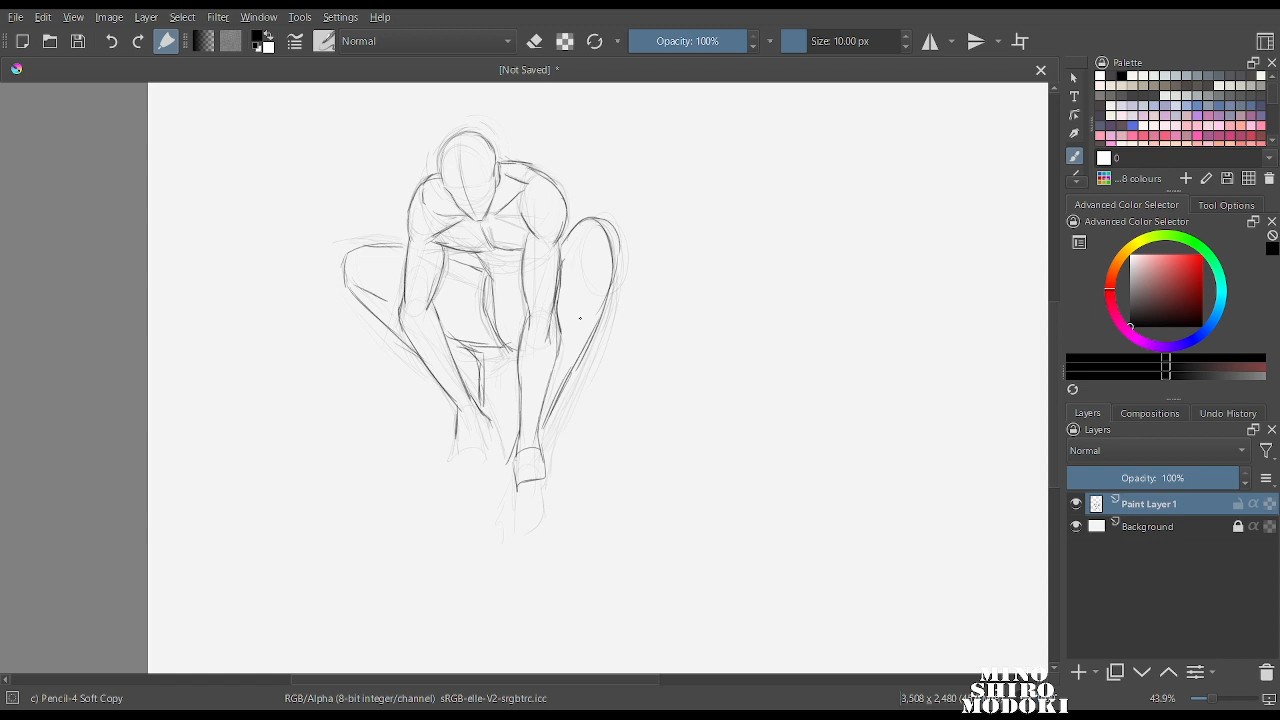 File Edit View Image Layer Select Filter Window Tools Settings Help
Normal Opacity: 100% Size: 10.00 px
[Not Saved] *
Palette
0
...8 colours
Advanced Color Selector Tool Options
Advanced Color Selector
Layers Compositions Undo History
Layers
Normal
Opacity: 100%
Paint Layer 1
Background
c) Pencil-4 Soft Copy RGB/Alpha (8-bit integer/channel) sRGB-elle-V2-srgbtrc.icc 3,508 x 2,480 43.9%
MINO
SHIRO
MODOKI